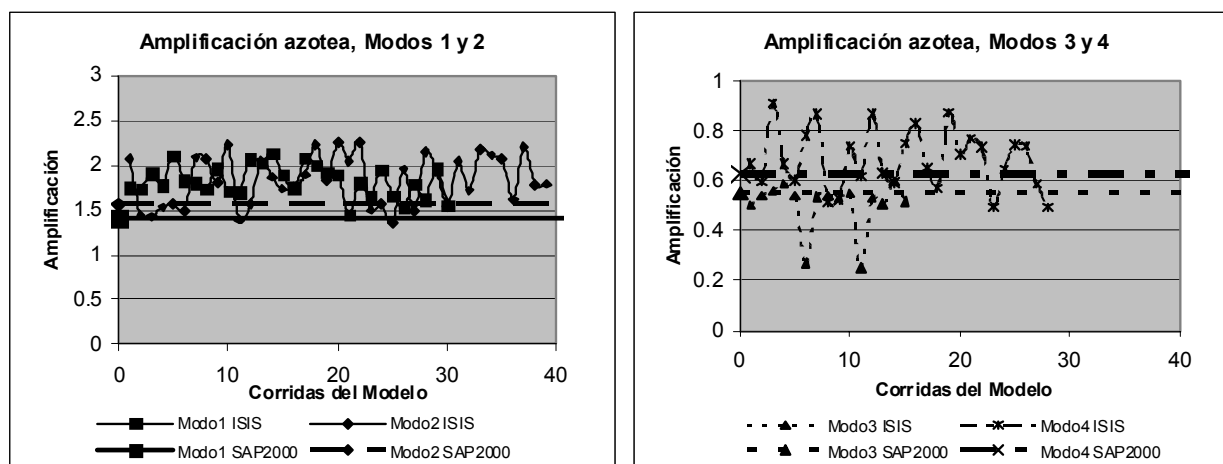 Amplificación azotea, Modos 1 y 2
Amplificación
3
2.5
2
1.5
1
0.5
0
0
10
20
30
40
Corridas del Modelo
Modo1 ISIS
Modo2 ISIS
Modo1 SAP2000
Modo2 SAP2000
Amplificación azotea, Modos 3 y 4
Amplificación
1
0.8
0.6
0.4
0.2
0
0
10
20
30
40
Corridas del Modelo
Modo3 ISIS
Modo4 ISIS
Modo3 SAP2000
Modo4 SAP2000